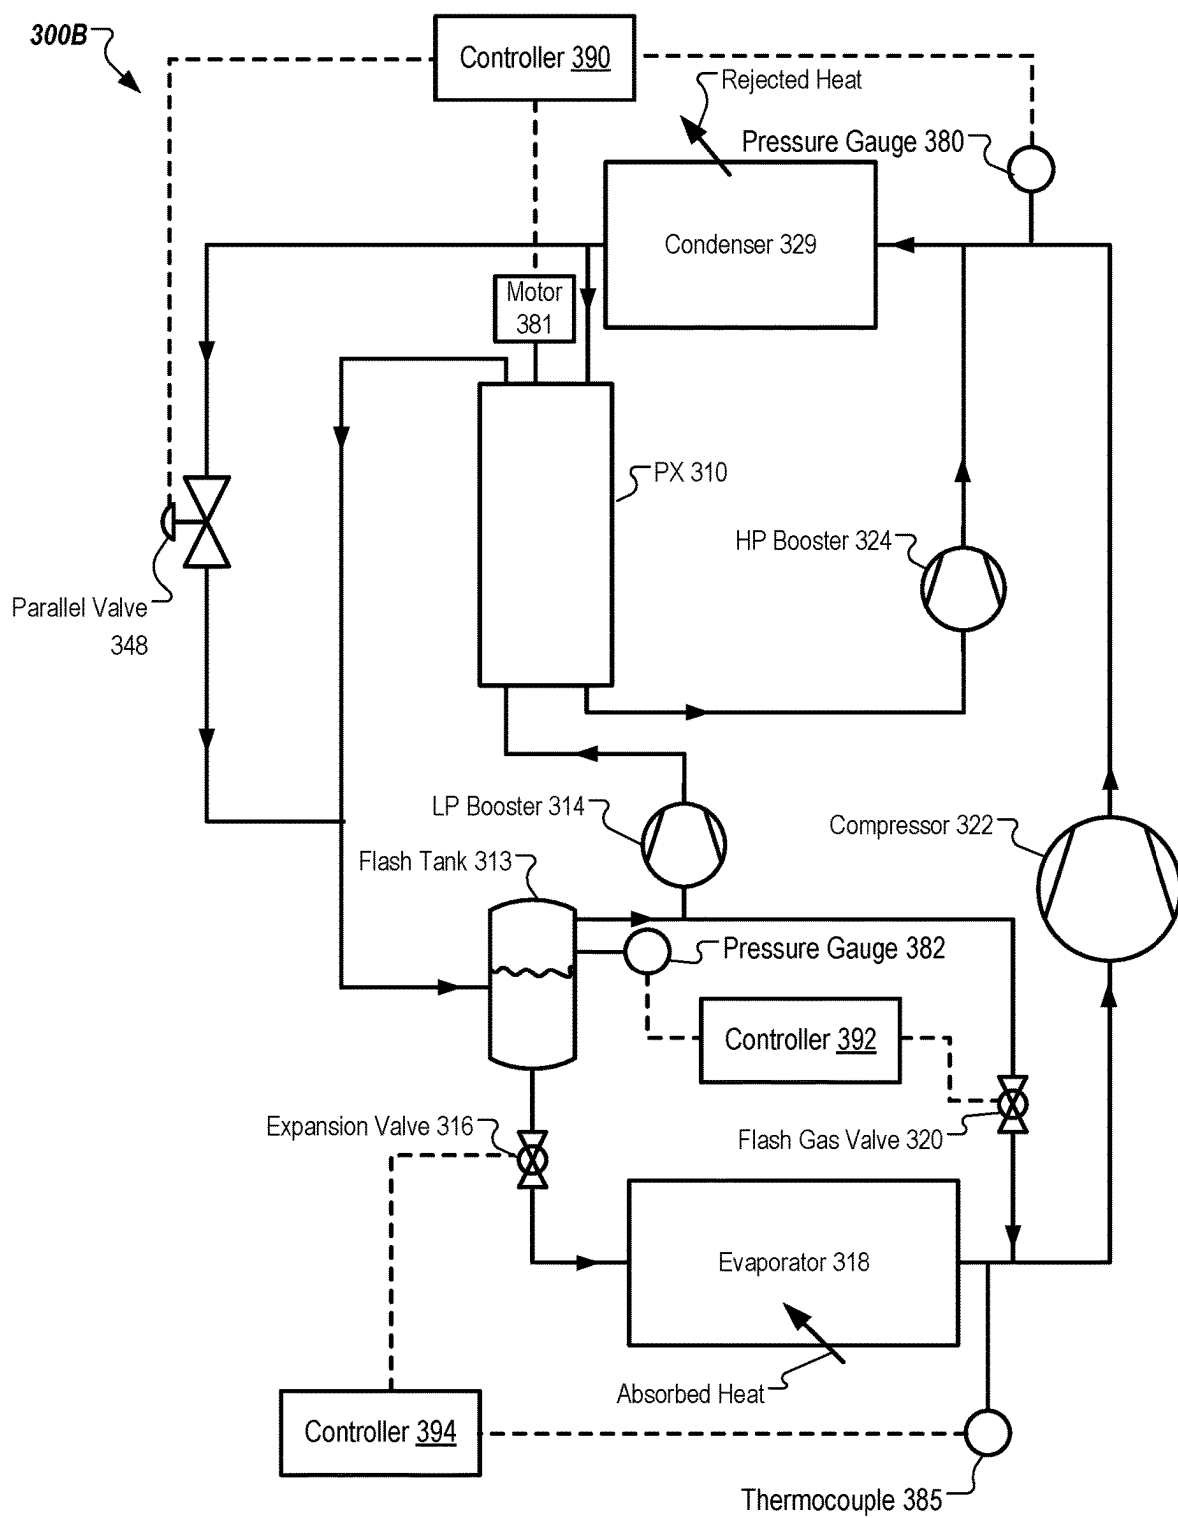 300B
Controller 390
Rejected Heat
Pressure Gauge 380
Condenser 329
Motor
381
PX 310
HP Booster 324
Parallel Valve
348
LP Booster 314
Compressor 322
Flash Tank 313
Pressure Gauge 382
Controller 392
Expansion Valve 316
Flash Gas Valve 320
Evaporator 318
Absorbed Heat
Controller 394
Thermocouple 385